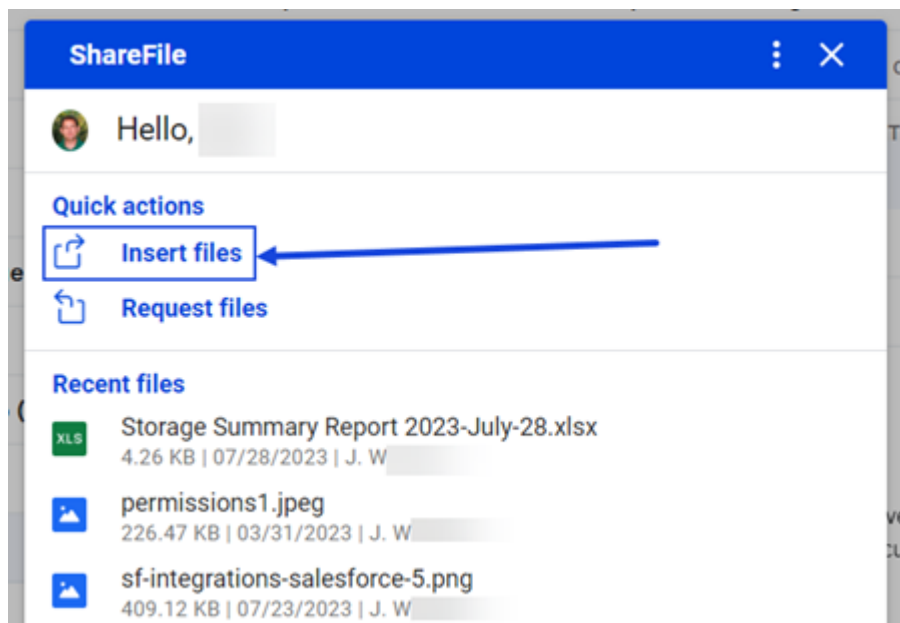 ShareFile
Hello,
Quick actions
Insert files
Request files
Recent files
XLS
Storage Summary Report 2023-July-28.xlsx
4.26 KB | 07/28/2023 | J. W
permissions1.jpeg
226.47 KB | 03/31/2023 | J. W
sf-integrations-salesforce-5.png
409.12 KB | 07/23/2023 | J. W